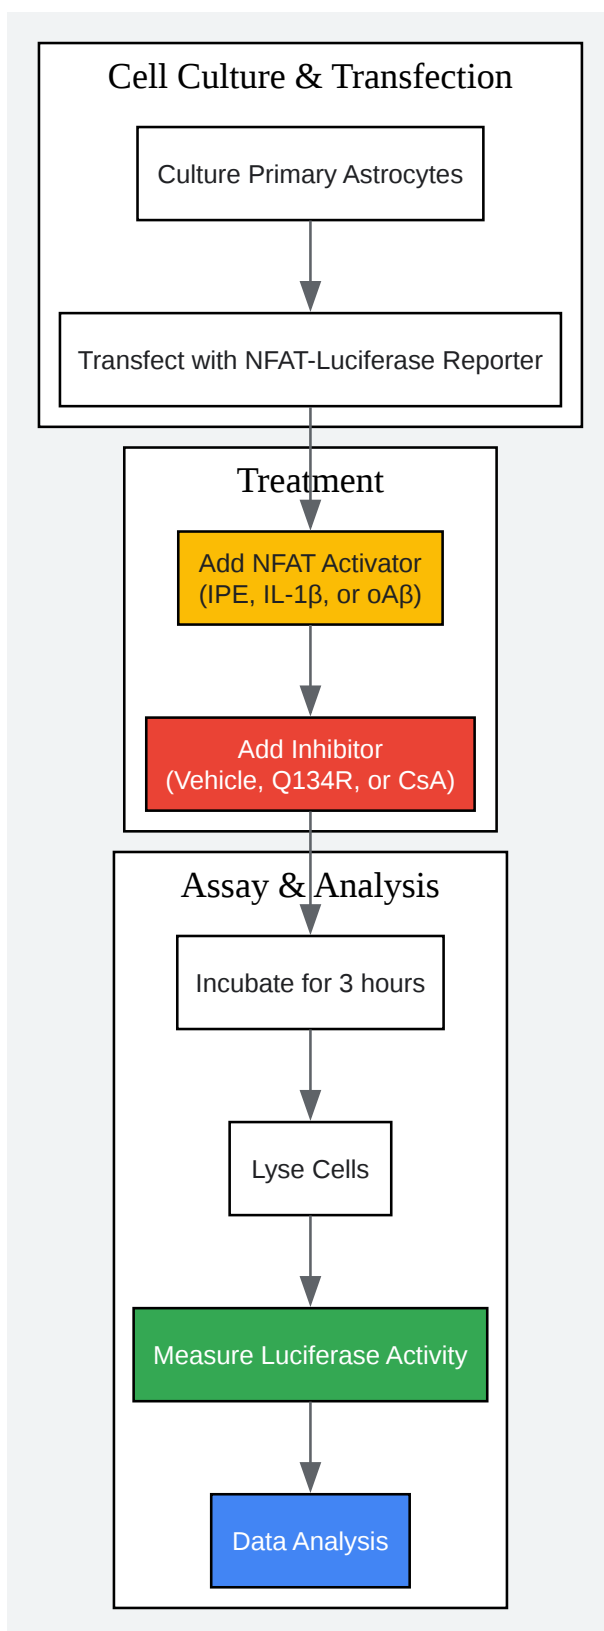 Cell Culture & Transfection
Culture Primary Astrocytes
Transfect with NFAT-Luciferase Reporter
Treatment
Add NFAT Activator
(IPE, IL-1β, or oAβ)
Add Inhibitor
(Vehicle, Q134R, or CsA)
Assay & Analysis
Incubate for 3 hours
Lyse Cells
Measure Luciferase Activity
Data Analysis